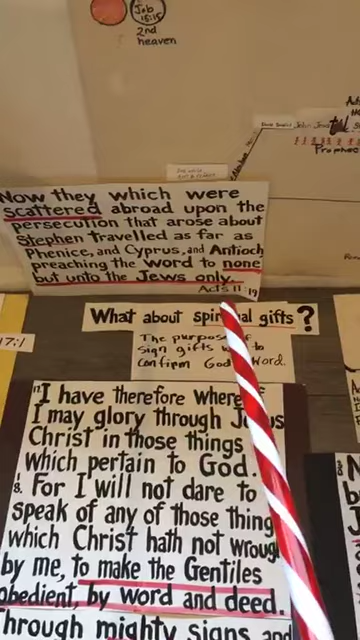 Job 15:15
2nd
heaven
John
Prophe
Now they which were
scattered abroad upon the
persecution that arose about
Stephen travelled as far as
Phenice, and Cyprus, and Antioch
preaching the word to none
but unto the Jews only.
Acts 11:19
7:1
What about gifts?
The
sign gifts to
Confirm God Word.
17 I have therefore
I may glory through
Christ in those things
which pertain to God.
18. For I will not dare to
speak of any of those thing
which Christ hath not wroug
by me, to make the Gentiles
obedient, by word and deed.
Through mighty signs and